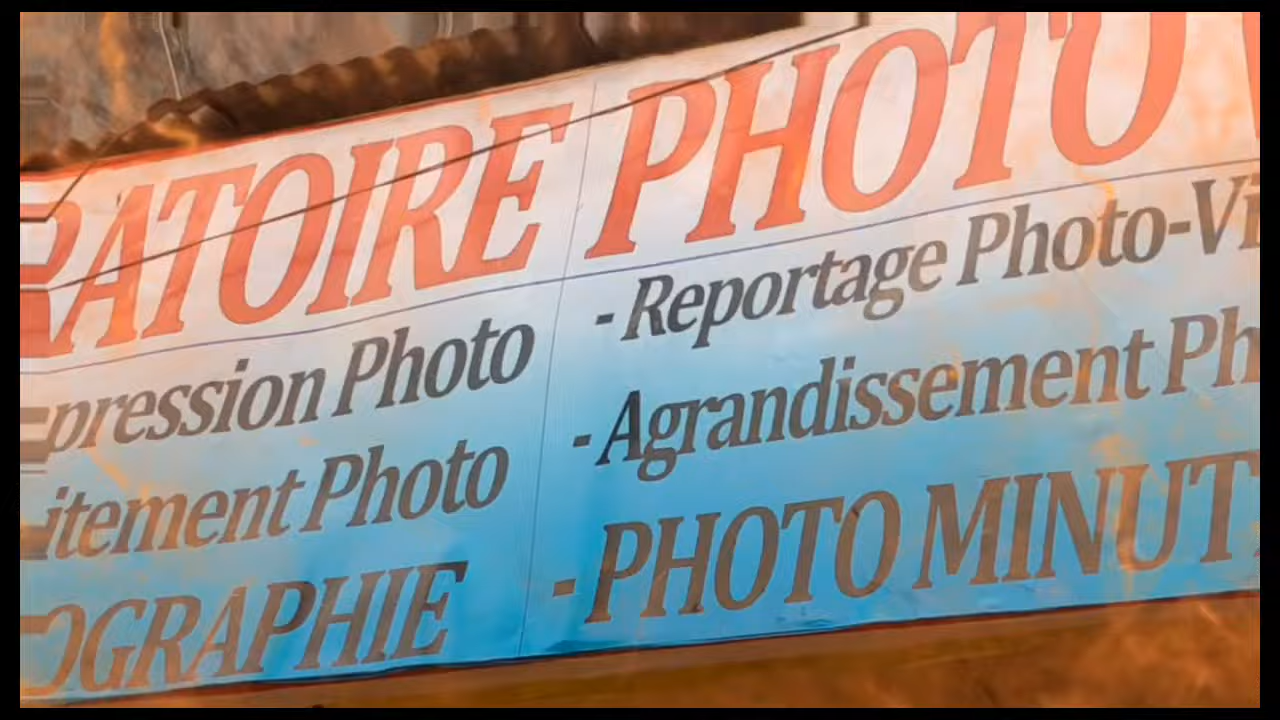 RATOIRE PHOTO
pression Photo
- Reportage Photo-Vi
itement Photo
- Agrandissement Ph
OGRAPHIE
- PHOTO MINUT